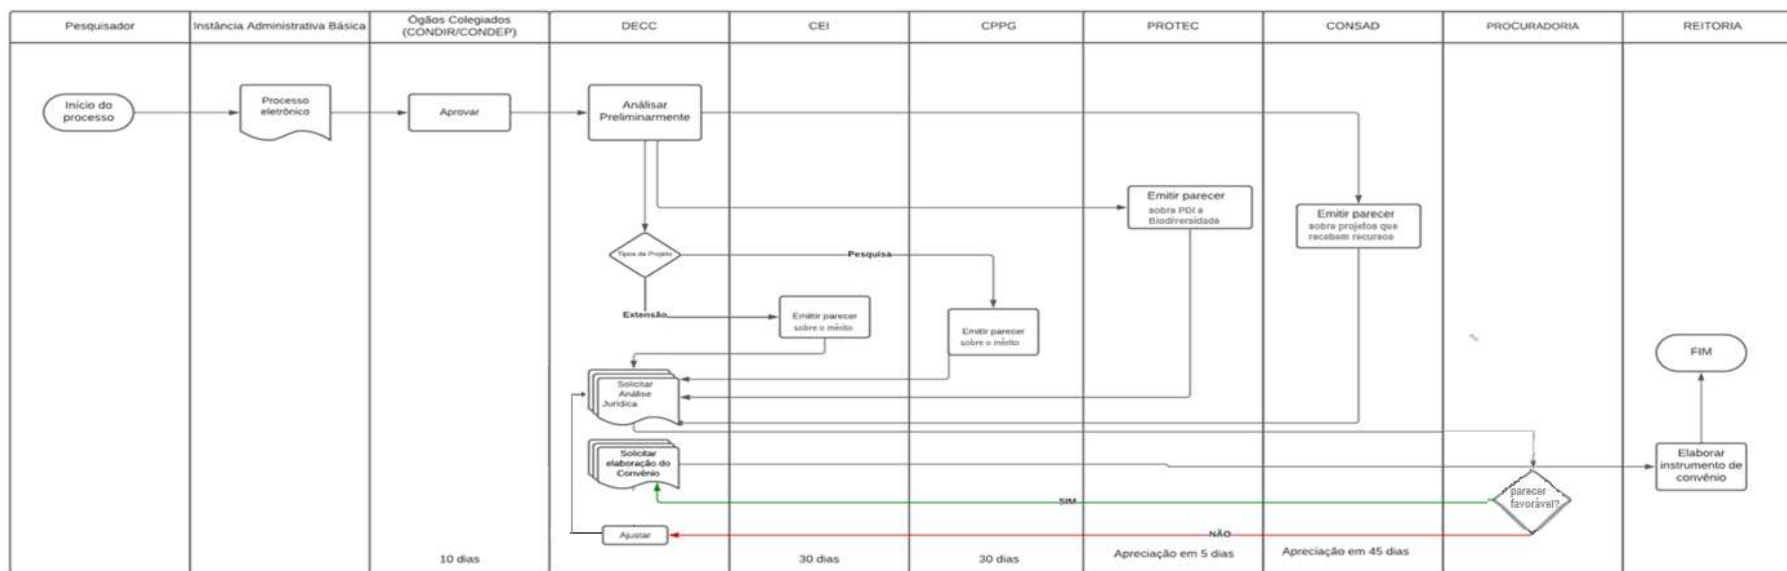 Pesquisador
Instância Administrativa Básica
Ógãos Colegiados
(CONDIR/CONDEP)
DECC
CEI
CPPG
PROTEC
CONSAD
PROCURADORIA
REITORIA
Início do
processo
Processo
eletrônico
Aprovar
Análisar
Preliminarmente
Emitir parecer
sobre PDI e
Biodiversidade
Emitir parecer
sobre projetos que
recebem recursos
Tipos de Projeto
Pesquisa
Extensão
Emitir parecer
sobre o mérito
Emitir parecer
sobre o mérito
FIM
Solicitar
Análise
Jurídica
Solicitar
elaboração do
Convênio
Elaborar
instrumento de
convênio
parecer
favorável?
SIM
NÃO
Ajustar
10 dias
30 dias
30 dias
Apreciação em 5 dias
Apreciação em 45 dias